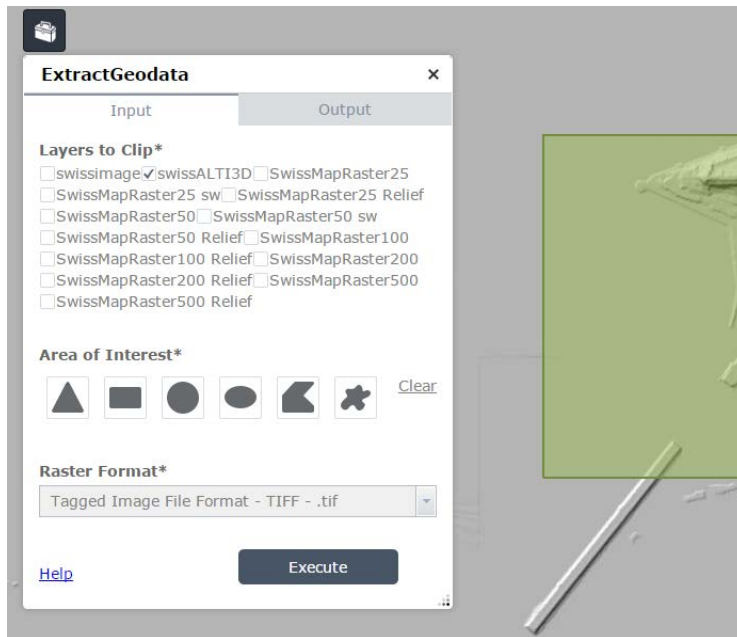 ExtractGeodata ×
Input Output
Layers to Clip*
swissimage swissALTI3D SwissMapRaster25
SwissMapRaster25 sw SwissMapRaster25 Relief
SwissMapRaster50 SwissMapRaster50 sw
SwissMapRaster50 Relief SwissMapRaster100
SwissMapRaster100 Relief SwissMapRaster200
SwissMapRaster200 Relief SwissMapRaster500
SwissMapRaster500 Relief
Area of Interest*
Clear
Raster Format*
Tagged Image File Format - TIFF - .tif
Help Execute